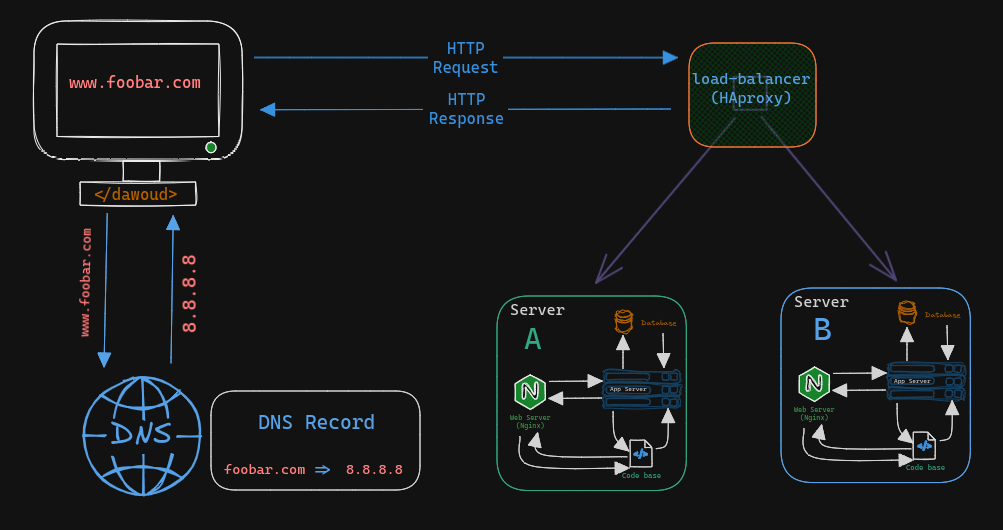 www.foobar.com
</dawoud>
HTTP
Request
HTTP
Response
load-balancer
(HAproxy)
www.foobar.com
8.8.8.8
DNS
DNS Record
foobar.com => 8.8.8.8
Server
A
Database
App Server
Web Server
(Nginx)
Code base
Server
B
Database
App Server
Web Server
(Nginx)
Code base